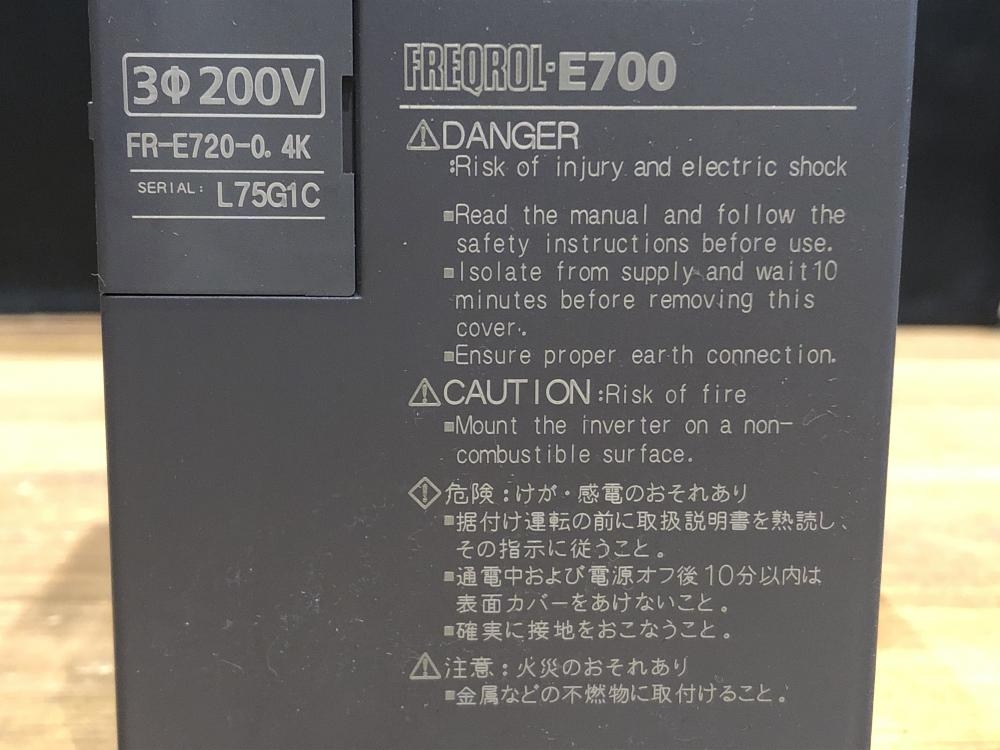 3Φ 200V
FR-E720-0.4K
SERIAL: L75G1C
FREQROL-E700
⚠DANGER
:Risk of injury and electric shock
■Read the manual and follow the
safety instructions before use.
■Isolate from supply and wait10
minutes before removing this
cover.
■Ensure proper earth connection.
⚠CAUTION:Risk of fire
■Mount the inverter on a non-
combustible surface.
危険:けが・感電のおそれあり
■据付け運転の前に取扱説明書を熟読し、
その指示に従うこと。
■通電中および電源オフ後10分以内は
表面カバーをあけないこと。
■確実に接地をおこなうこと。
⚠注意:火災のおそれあり
■金属などの不燃物に取付けること。